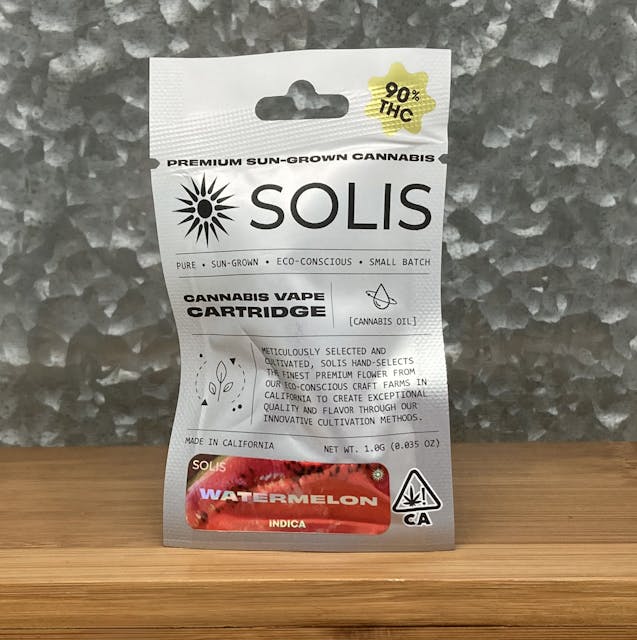 90%
THC
PREMIUM SUN-GROWN CANNABIS
SOLIS
PURE • SUN-GROWN • ECO-CONSCIOUS • SMALL BATCH
CANNABIS VAPE
CARTRIDGE
[CANNABIS OIL]
METICULOUSLY SELECTED AND
CULTIVATED, SOLIS HAND-SELECTS
THE FINEST PREMIUM FLOWER FROM
OUR ECO-CONSCIOUS CRAFT FARMS IN
CALIFORNIA TO CREATE EXCEPTIONAL
QUALITY AND FLAVOR THROUGH OUR
INNOVATIVE CULTIVATION METHODS.
MADE IN CALIFORNIA
NET WT. 1.0G (0.035 OZ)
SOLIS
WATERMELON
INDICA
!
CA